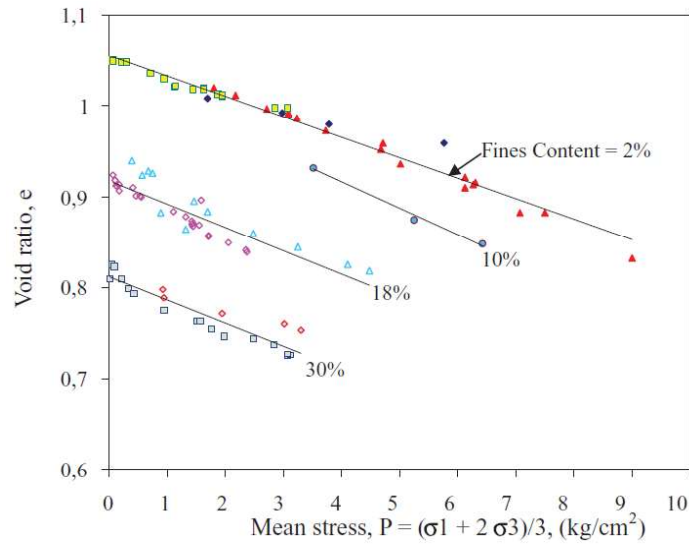 1,1
1
0,9
0,8
0,7
0,6
Void ratio, e
Fines Content = 2%
10%
18%
30%
0 1 2 3 4 5 6 7 8 9 10
Mean stress, P = (σ1 + 2 σ3)/3, (kg/cm²)